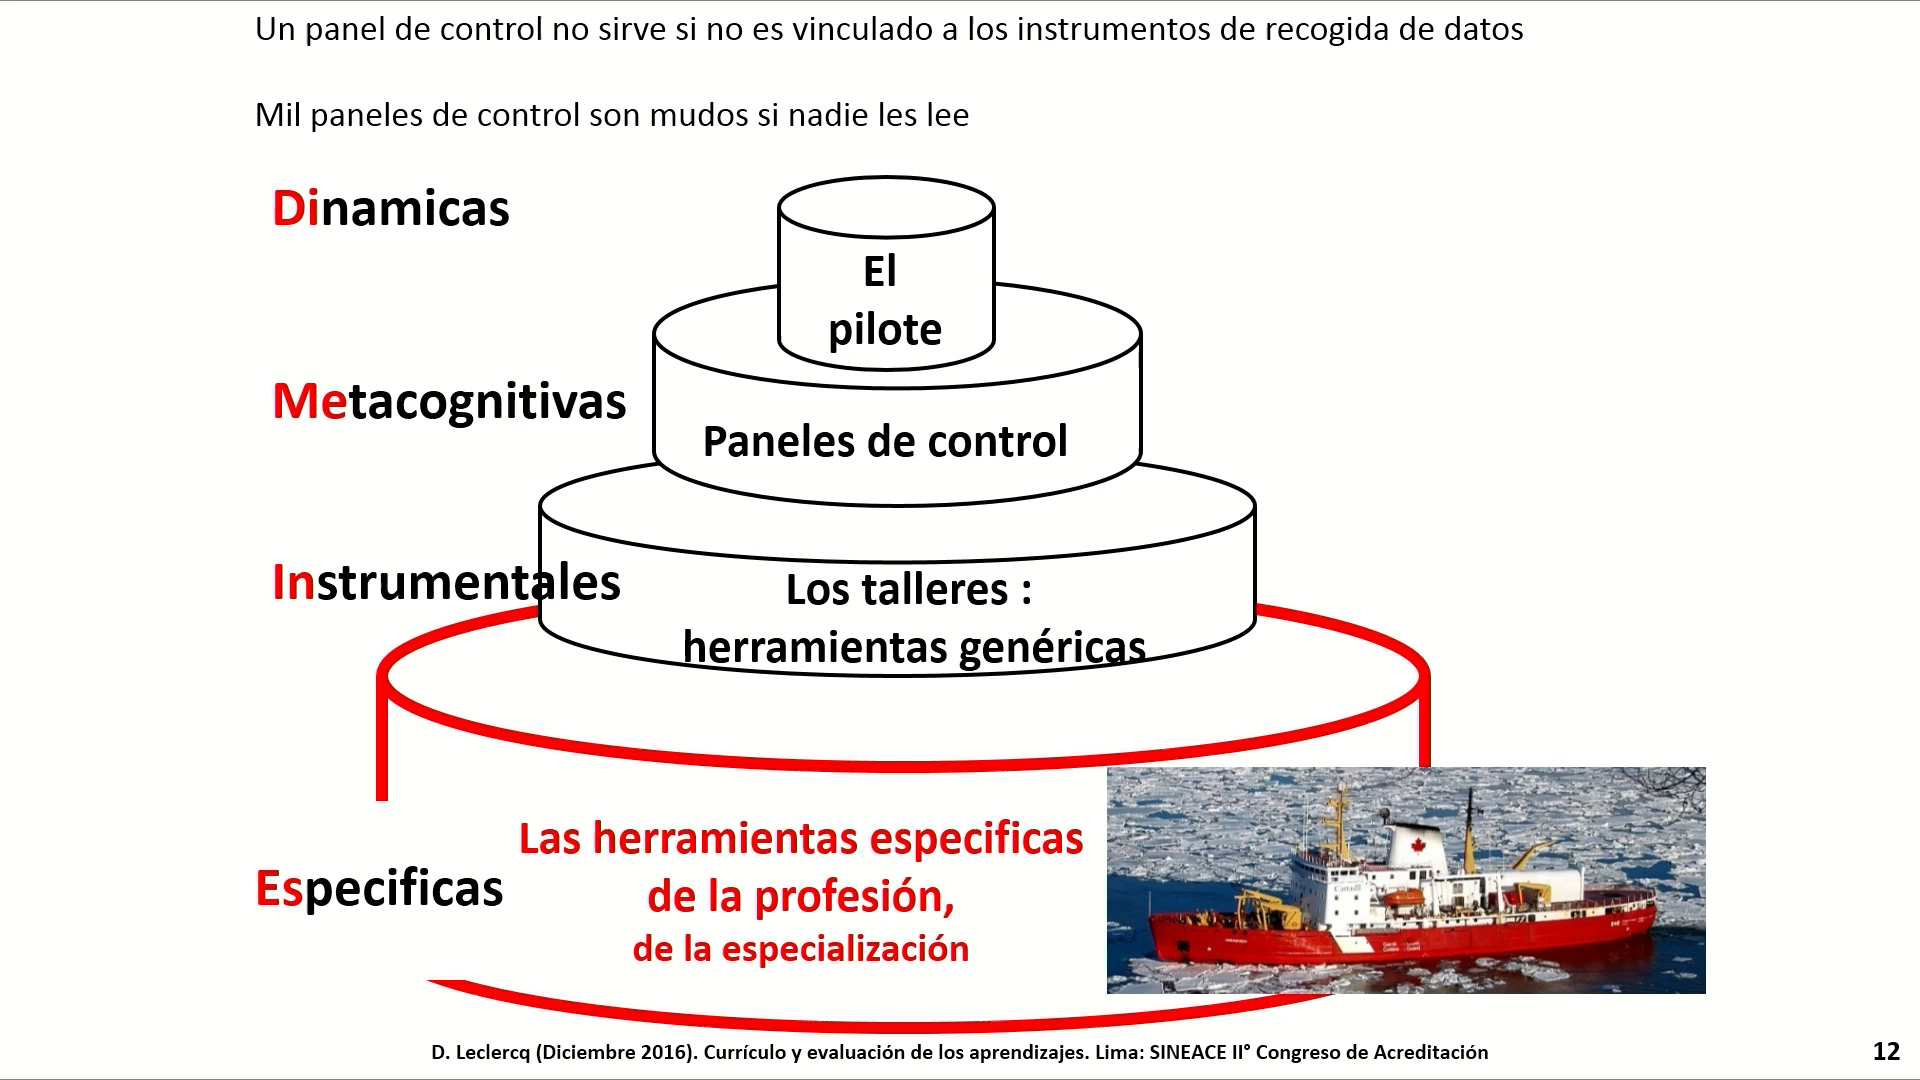 Un panel de control no sirve si no es vinculado a los instrumentos de recogida de datos
Mil paneles de control son mudos si nadie les lee
Dinamicas
El
pilote
Metacognitivas
Paneles de control
Instrumentales
Los talleres :
herramientas genéricas
Especificas
Las herramientas especificas
de la profesión,
de la especialización
Canada
D. Leclercq (Diciembre 2016). Currículo y evaluación de los aprendizajes. Lima: SINEACE II° Congreso de Acreditación
12